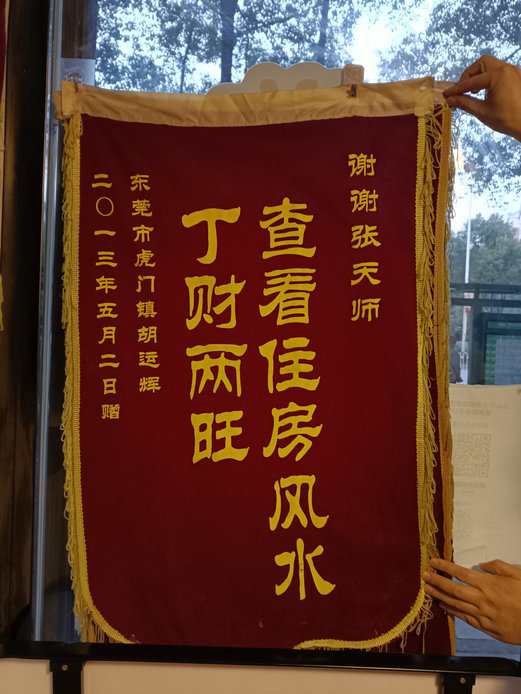 谢谢张天师
查看住房风水
丁财两旺
东莞市虎门镇胡运辉
二〇一三年五月二日赠